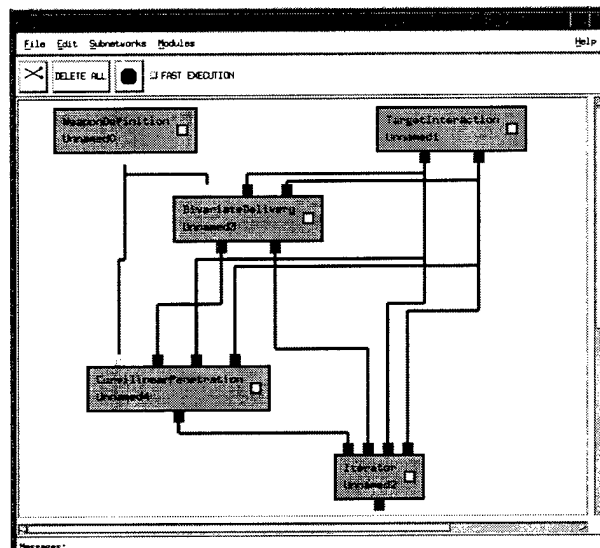 File Edit Subnetworks Modules Help
DELETE ALL FAST EXECUTION
WeaponDefinition
Unnamed0
TargetInteraction
Unnamed1
BivariateDelivery
Unnamed3
CurvilinearPenetration
Unnamed4
Iterator
Unnamed2
Messages: